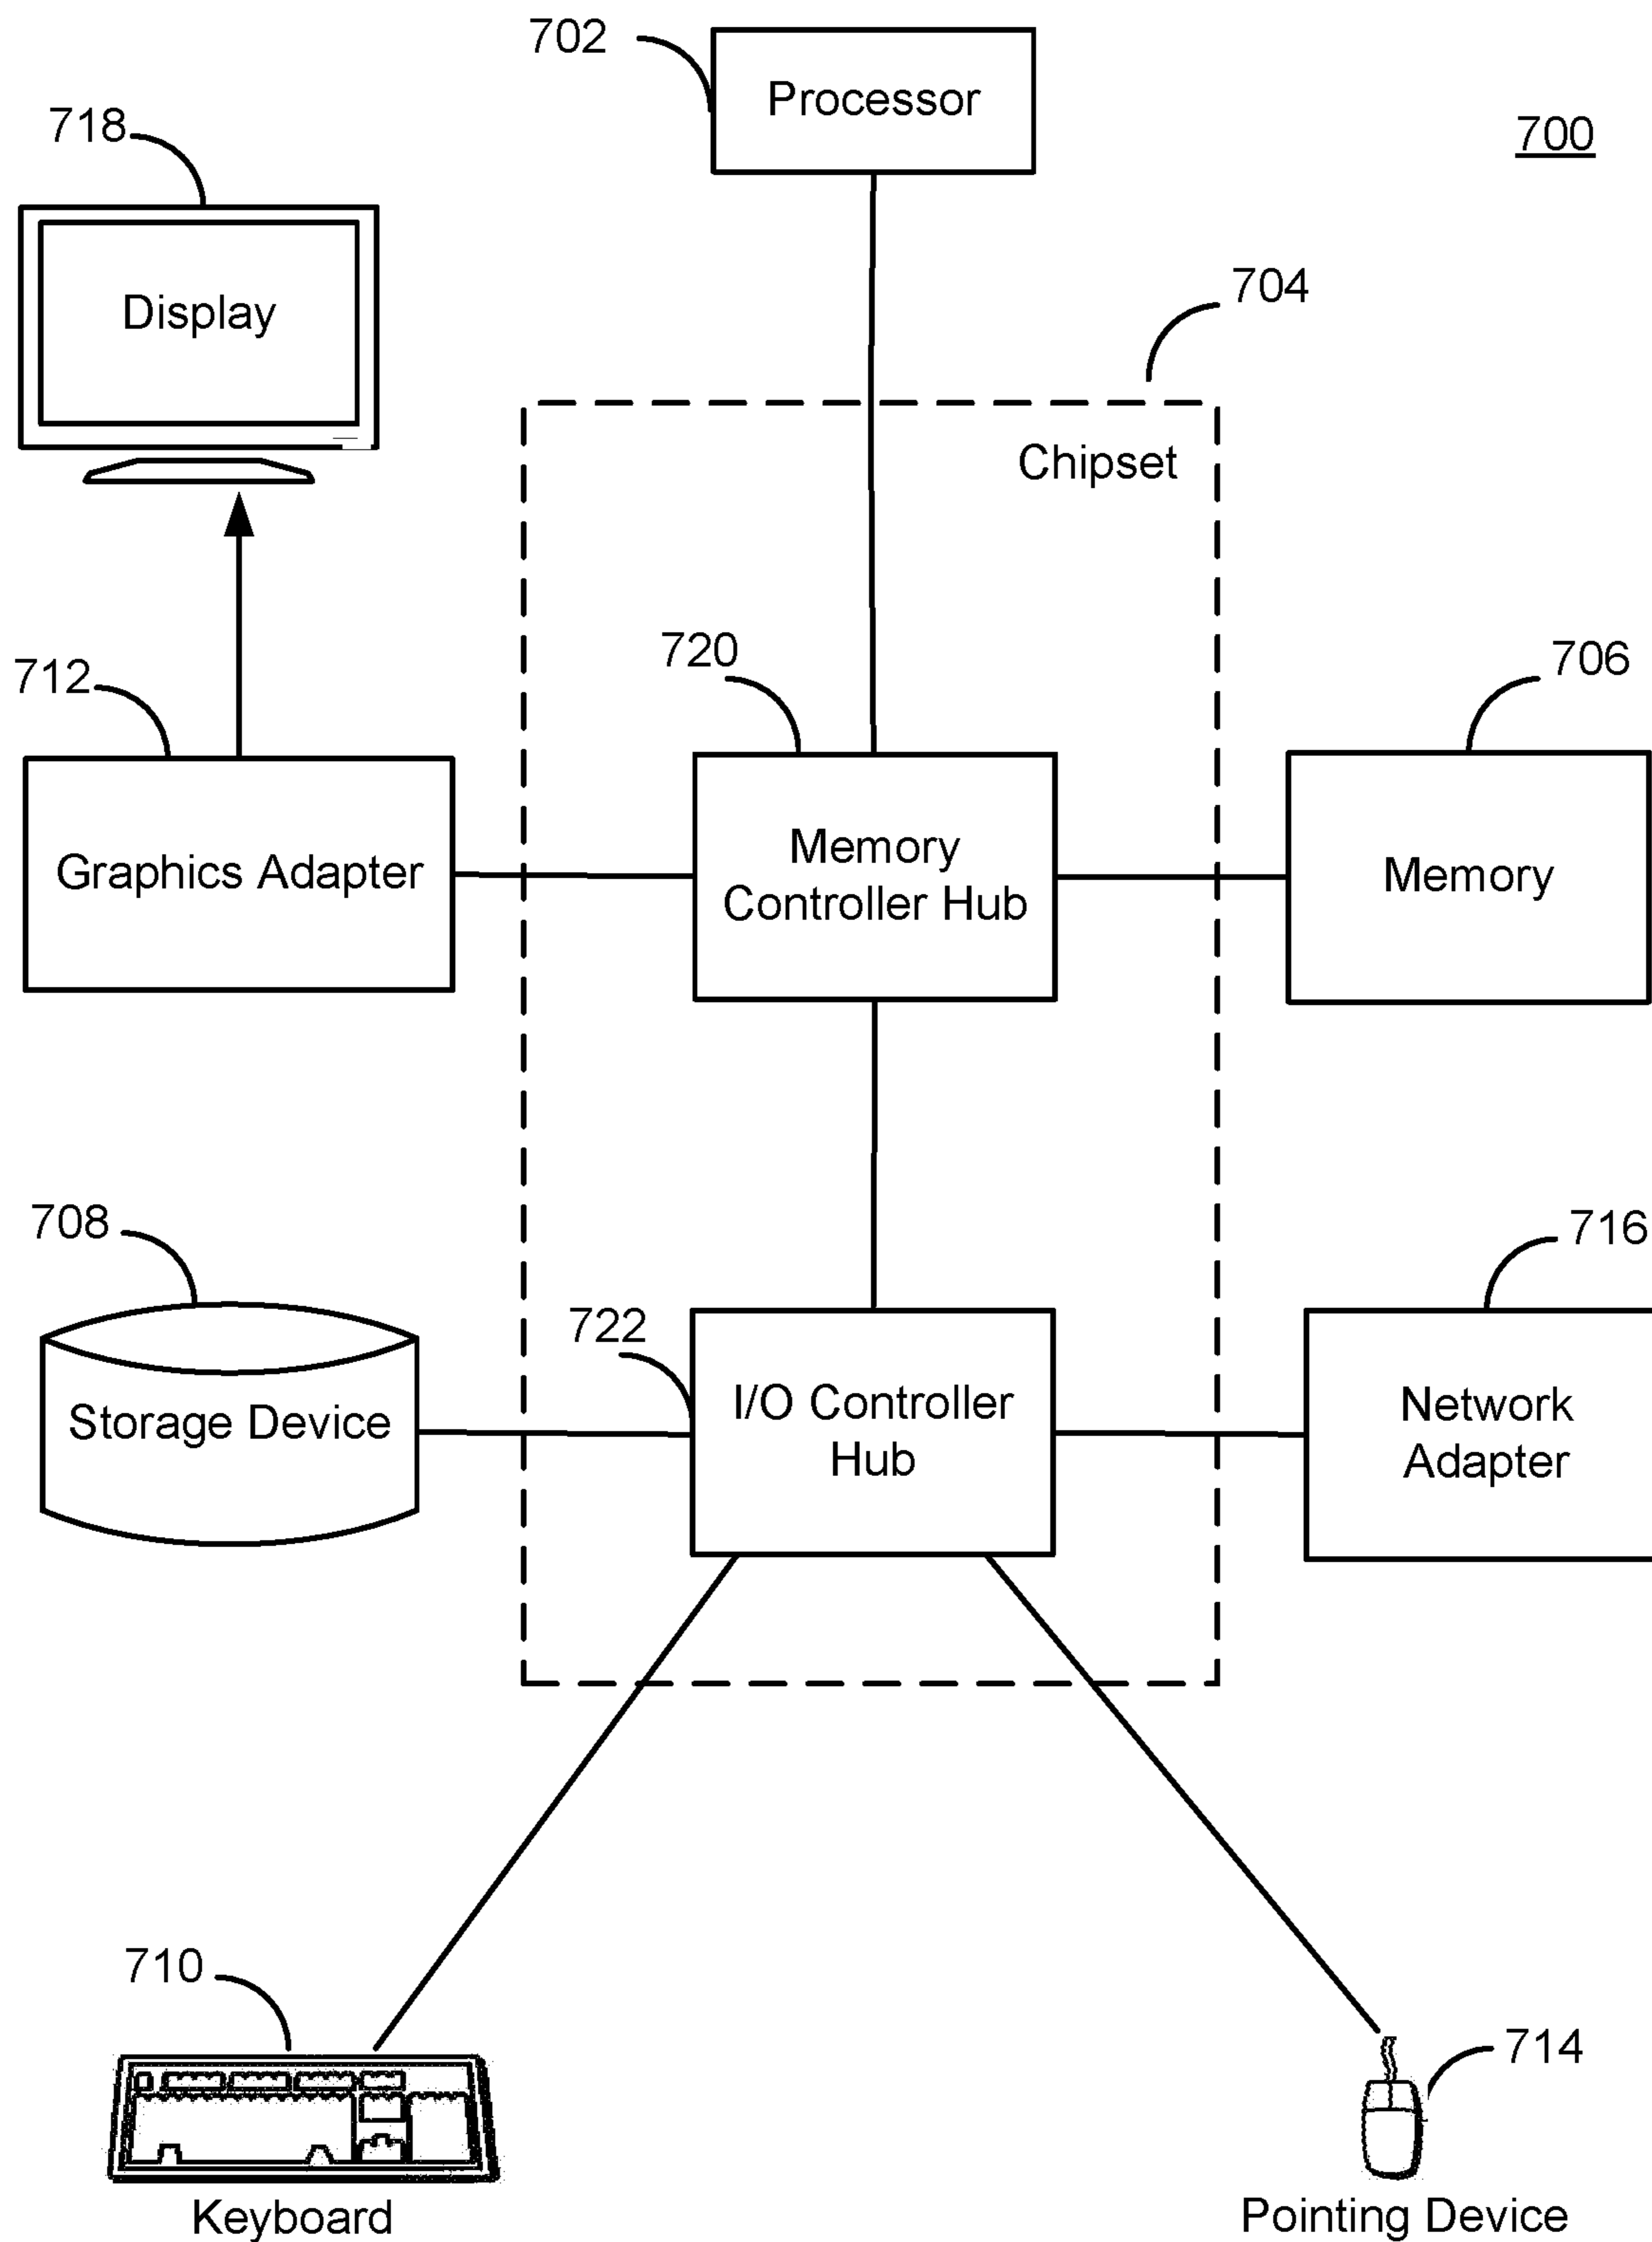 702
Processor
700
718
Display
704
Chipset
720
706
712
Graphics Adapter
Memory
Controller Hub
Memory
708
716
722
Storage Device
I/O Controller
Hub
Network
Adapter
710
714
Keyboard
Pointing Device